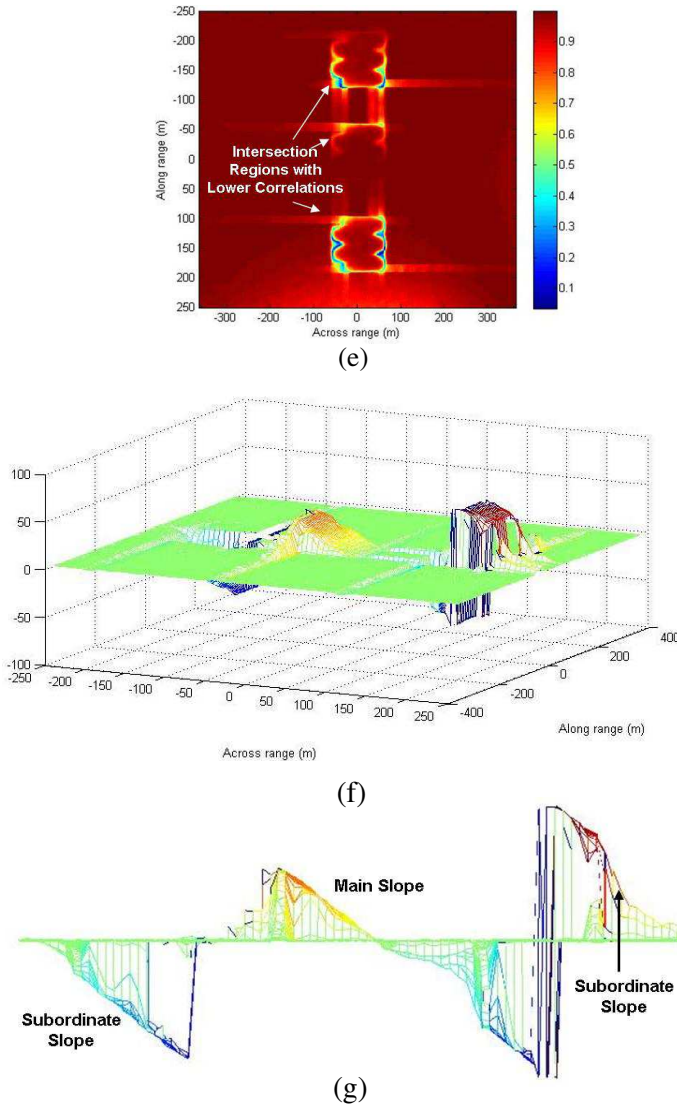 -250
-200
-150
-100
-50
0
50
100
150
200
250
Along range (m)
Intersection
Regions with
Lower Correlations
-300 -200 -100 0 100 200 300
Across range (m)
0.9
0.8
0.7
0.6
0.5
0.4
0.3
0.2
0.1
(e)
100
50
0
-50
-100
-250 -200 -150 -100 -50 0 50 100 150 200 250
Across range (m)
-400 -200 0 200 400
Along range (m)
(f)
Main Slope
Subordinate
Slope
Subordinate
Slope
(g)